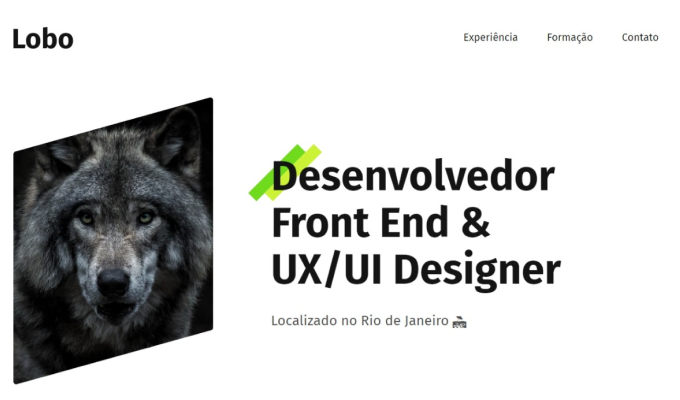 Lobo
Experiência
Formação
Contato
Desenvolvedor
Front End &
UX/UI Designer
Localizado no Rio de Janeiro